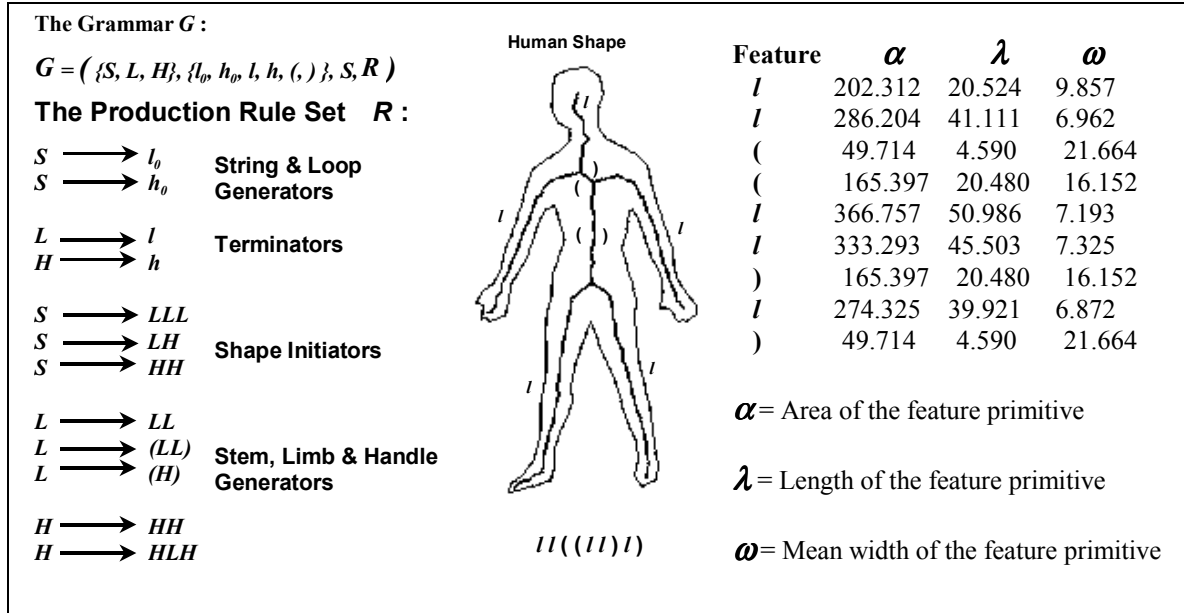 The Grammar G :
G = ( {S, L, H}, {l₀, h₀, l, h, (, ) }, S, R )
The Production Rule Set R :
S ⟶ l₀
S ⟶ h₀
String & Loop
Generators
L ⟶ l
H ⟶ h
Terminators
S ⟶ LLL
S ⟶ LH
S ⟶ HH
Shape Initiators
L ⟶ LL
L ⟶ (LL)
L ⟶ (H)
Stem, Limb & Handle
Generators
H ⟶ HH
H ⟶ HLH
Human Shape
l
)
(
l
l
( )
l
l
l l ( ( l l ) l )
Feature α λ ω
l 202.312 20.524 9.857
l 286.204 41.111 6.962
( 49.714 4.590 21.664
( 165.397 20.480 16.152
l 366.757 50.986 7.193
l 333.293 45.503 7.325
) 165.397 20.480 16.152
l 274.325 39.921 6.872
) 49.714 4.590 21.664
α = Area of the feature primitive
λ = Length of the feature primitive
ω = Mean width of the feature primitive